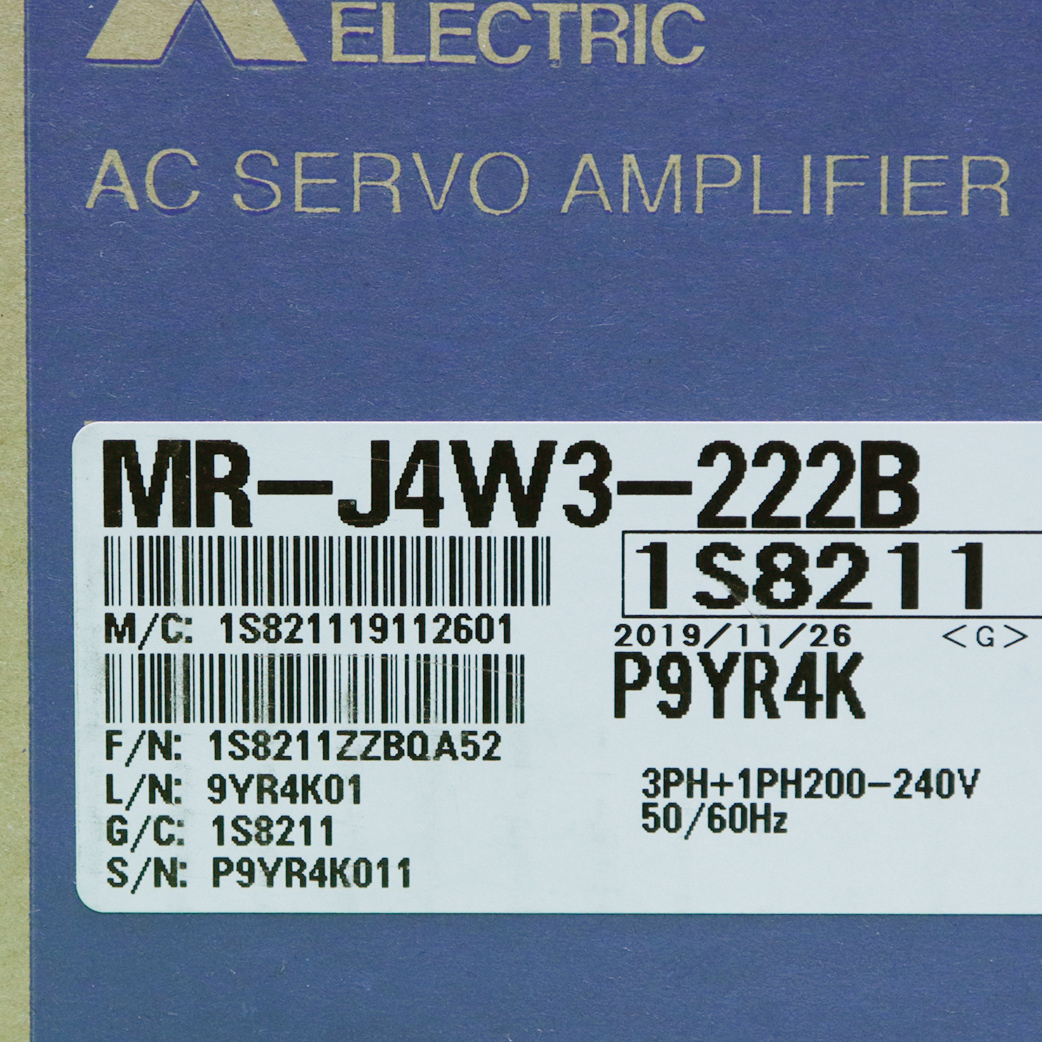 ELECTRIC
AC SERVO AMPLIFIER
MR-J4W3-222B
1S8211
M/C: 1S821119112601
2019/11/26 <G>
P9YR4K
F/N: 1S8211ZZBQA52
L/N: 9YR4K01
3PH+1PH200-240V
G/C: 1S8211
50/60Hz
S/N: P9YR4K011